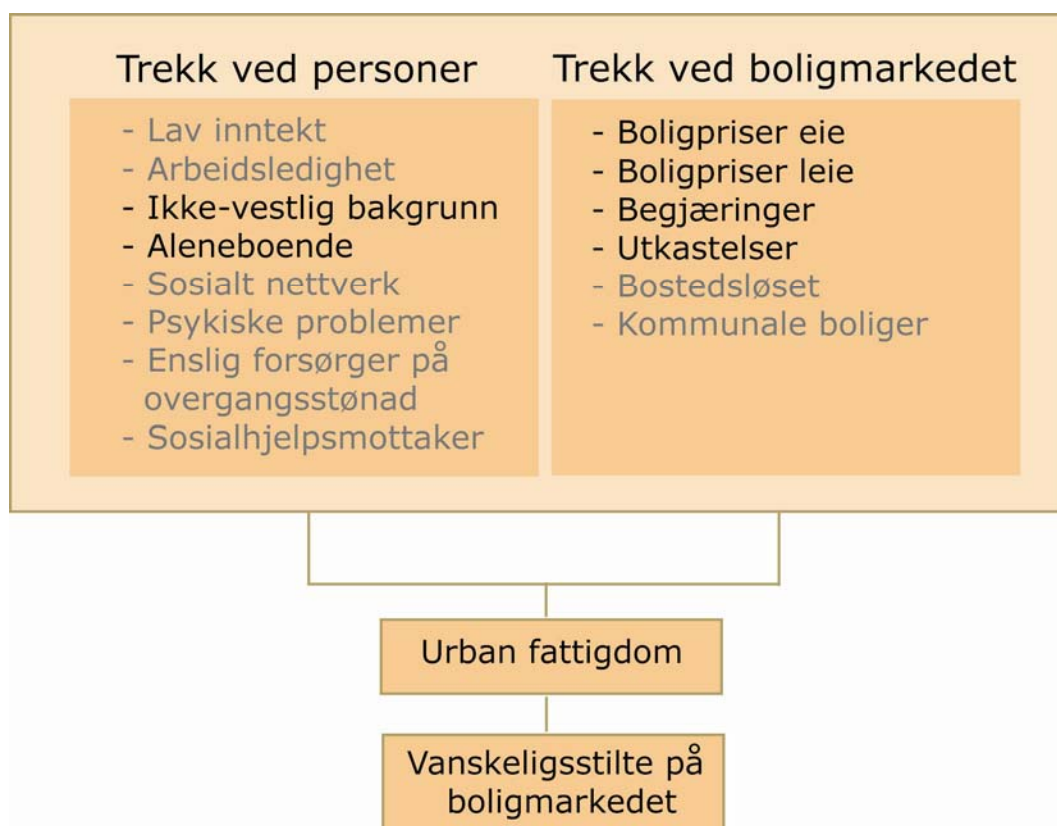 Trekk ved personer
- Lav inntekt
- Arbeidsledighet
- Ikke-vestlig bakgrunn
- Aleneboende
- Sosialt nettverk
- Psykiske problemer
- Enslig forsørger på
overgangsstønad
- Sosialhjelpsmottaker
Trekk ved boligmarkedet
- Boligpriser eie
- Boligpriser leie
- Begjæringer
- Utkastelser
- Bostedsløset
- Kommunale boliger
Urban fattigdom
Vanskeligsstilte på
boligmarkedet